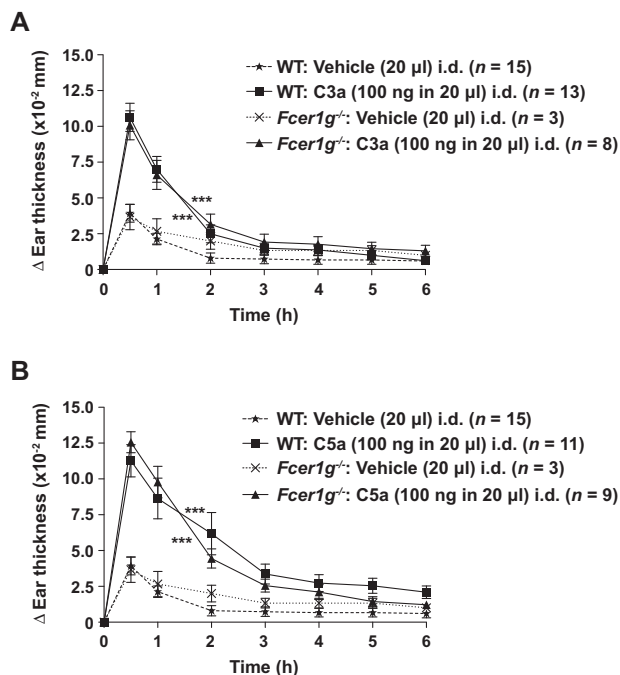 A
Δ Ear thickness (x10⁻² mm)
15.0
12.5
10.0
7.5
5.0
2.5
0
WT: Vehicle (20 µl) i.d. (n = 15)
WT: C3a (100 ng in 20 µl) i.d. (n = 13)
Fcer1g⁻/⁻: Vehicle (20 µl) i.d. (n = 3)
Fcer1g⁻/⁻: C3a (100 ng in 20 µl) i.d. (n = 8)
***
***
0 1 2 3 4 5 6
Time (h)
B
Δ Ear thickness (x10⁻² mm)
15.0
12.5
10.0
7.5
5.0
2.5
0
WT: Vehicle (20 µl) i.d. (n = 15)
WT: C5a (100 ng in 20 µl) i.d. (n = 11)
Fcer1g⁻/⁻: Vehicle (20 µl) i.d. (n = 3)
Fcer1g⁻/⁻: C5a (100 ng in 20 µl) i.d. (n = 9)
***
***
0 1 2 3 4 5 6
Time (h)